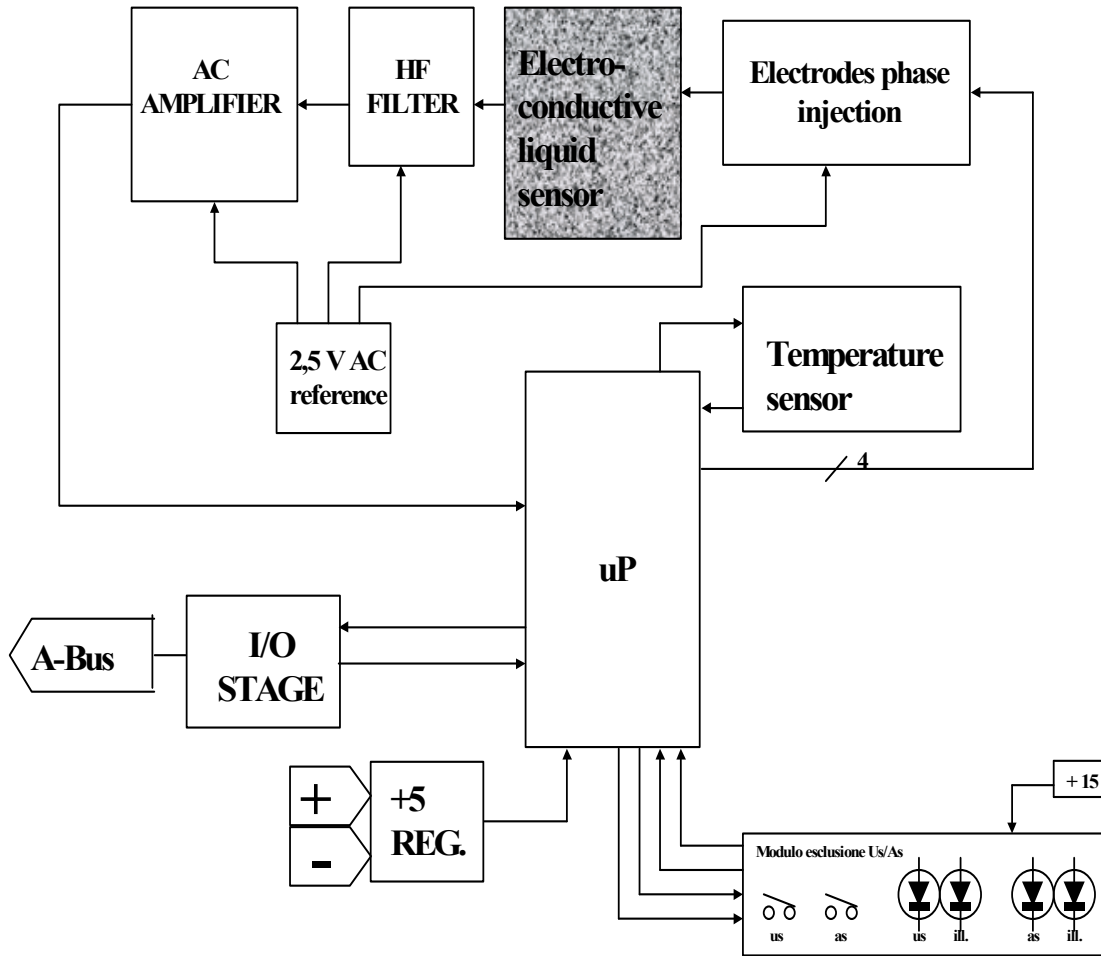 AC
AMPLIFIER
HF
FILTER
Electro-
conductive
liquid
sensor
Electrodes phase
injection
2,5 V AC
reference
Temperature
sensor
4
uP
A-Bus
I/O
STAGE
+
-
+5
REG.
+ 15
Modulo esclusione Us/As
us as us ill. as ill.